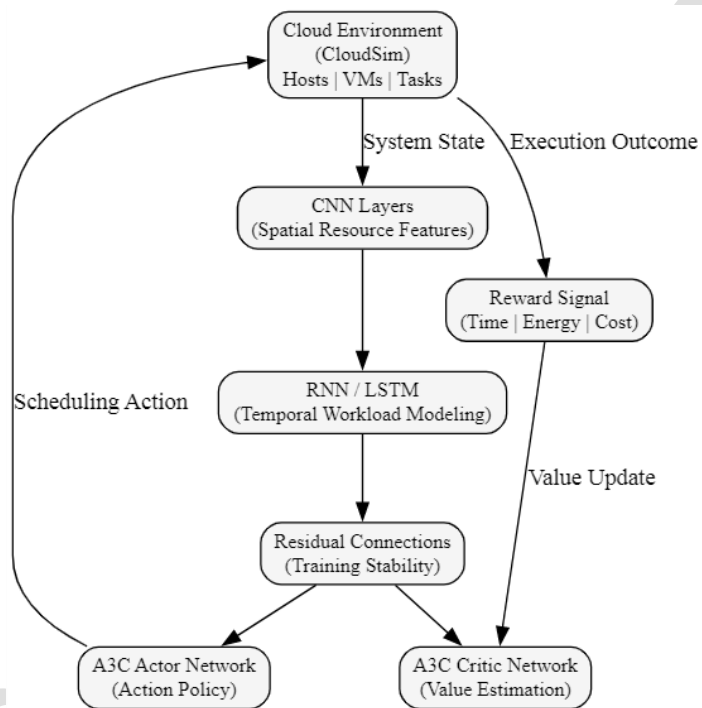 Cloud Environment
(CloudSim)
Hosts | VMs | Tasks
System State
Execution Outcome
CNN Layers
(Spatial Resource Features)
Reward Signal
(Time | Energy | Cost)
Scheduling Action
RNN / LSTM
(Temporal Workload Modeling)
Value Update
Residual Connections
(Training Stability)
A3C Actor Network
(Action Policy)
A3C Critic Network
(Value Estimation)